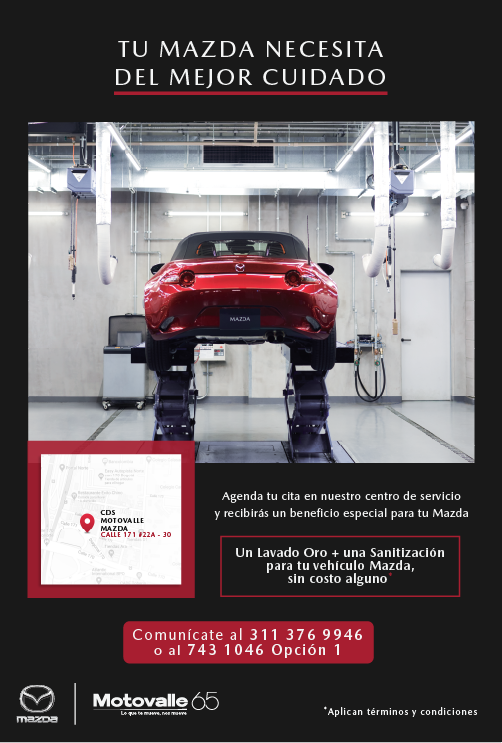 TU MAZDA NECESITA
DEL MEJOR CUIDADO
MAZDA
CDS
MOTOVALLE
MAZDA
CALLE 171 #22A - 30
Agenda tu cita en nuestro centro de servicio
y recibirás un beneficio especial para tu Mazda
Un Lavado Oro + una Sanitización
para tu vehículo Mazda,
sin costo alguno*
Comunícate al 311 376 9946
o al 743 1046 Opción 1
mazda
Motovalle 65
Lo que te mueve, nos mueve
*Aplican términos y condiciones